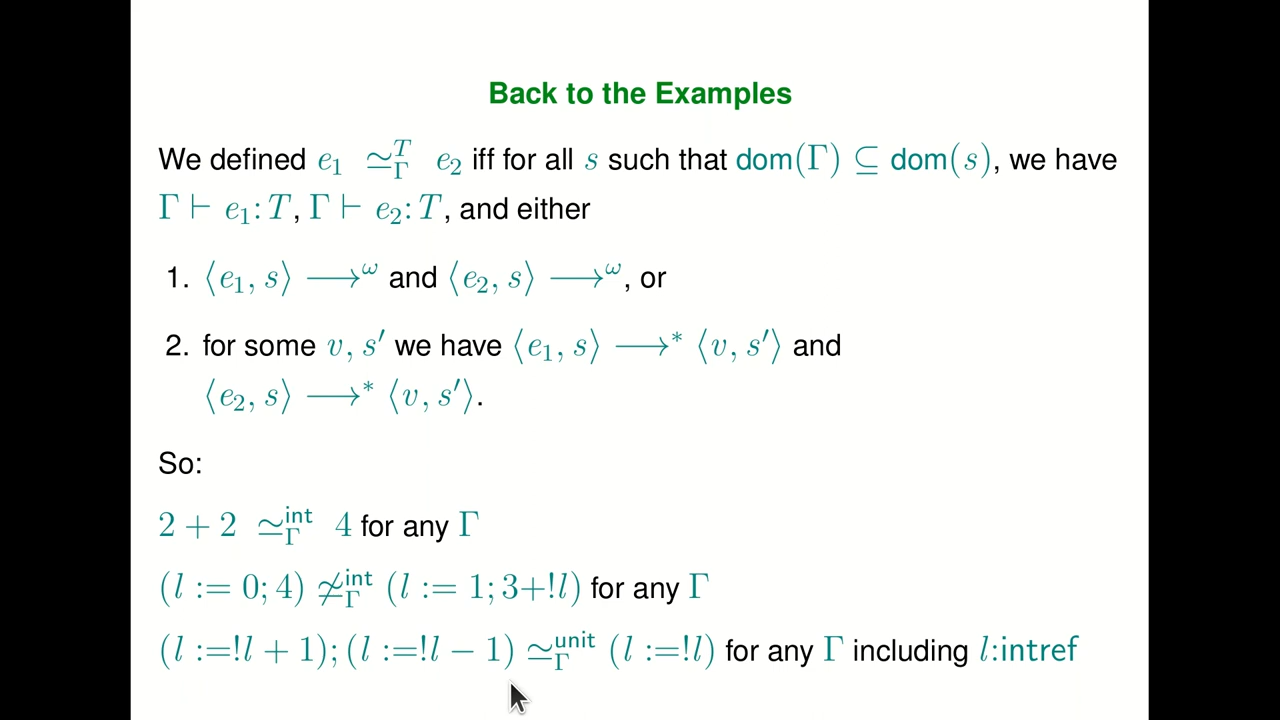 Back to the Examples
We defined e₁ ≃ᵀ_Γ e₂ iff for all s such that dom(Γ) ⊆ dom(s), we have
Γ ⊢ e₁:T, Γ ⊢ e₂:T, and either
1. ⟨e₁, s⟩ ⟶^ω and ⟨e₂, s⟩ ⟶^ω, or
2. for some v, s′ we have ⟨e₁, s⟩ ⟶* ⟨v, s′⟩ and
⟨e₂, s⟩ ⟶* ⟨v, s′⟩.
So:
2 + 2 ≃^int_Γ 4 for any Γ
(l := 0; 4) ≄^int_Γ (l := 1; 3+!l) for any Γ
(l :=!l + 1); (l :=!l − 1) ≃^unit_Γ (l :=!l) for any Γ including l:intref